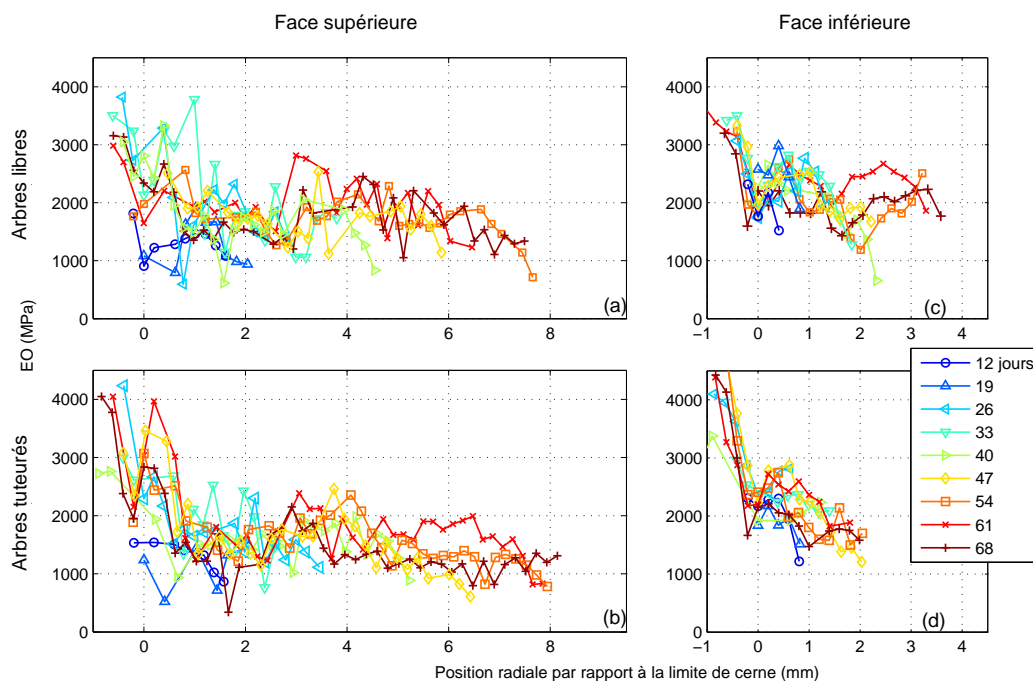 Face supérieure
Face inférieure
Arbres libres
4000
3000
2000
1000
0
0 2 4 6 8
(a)
4000
3000
2000
1000
0
−1 0 1 2 3 4
(c)
EO (MPa)
Arbres tuteurés
4000
3000
2000
1000
0
0 2 4 6 8
(b)
4000
3000
2000
1000
0
−1 0 1 2 3 4
(d)
12 jours
19
26
33
40
47
54
61
68
Position radiale par rapport à la limite de cerne (mm)